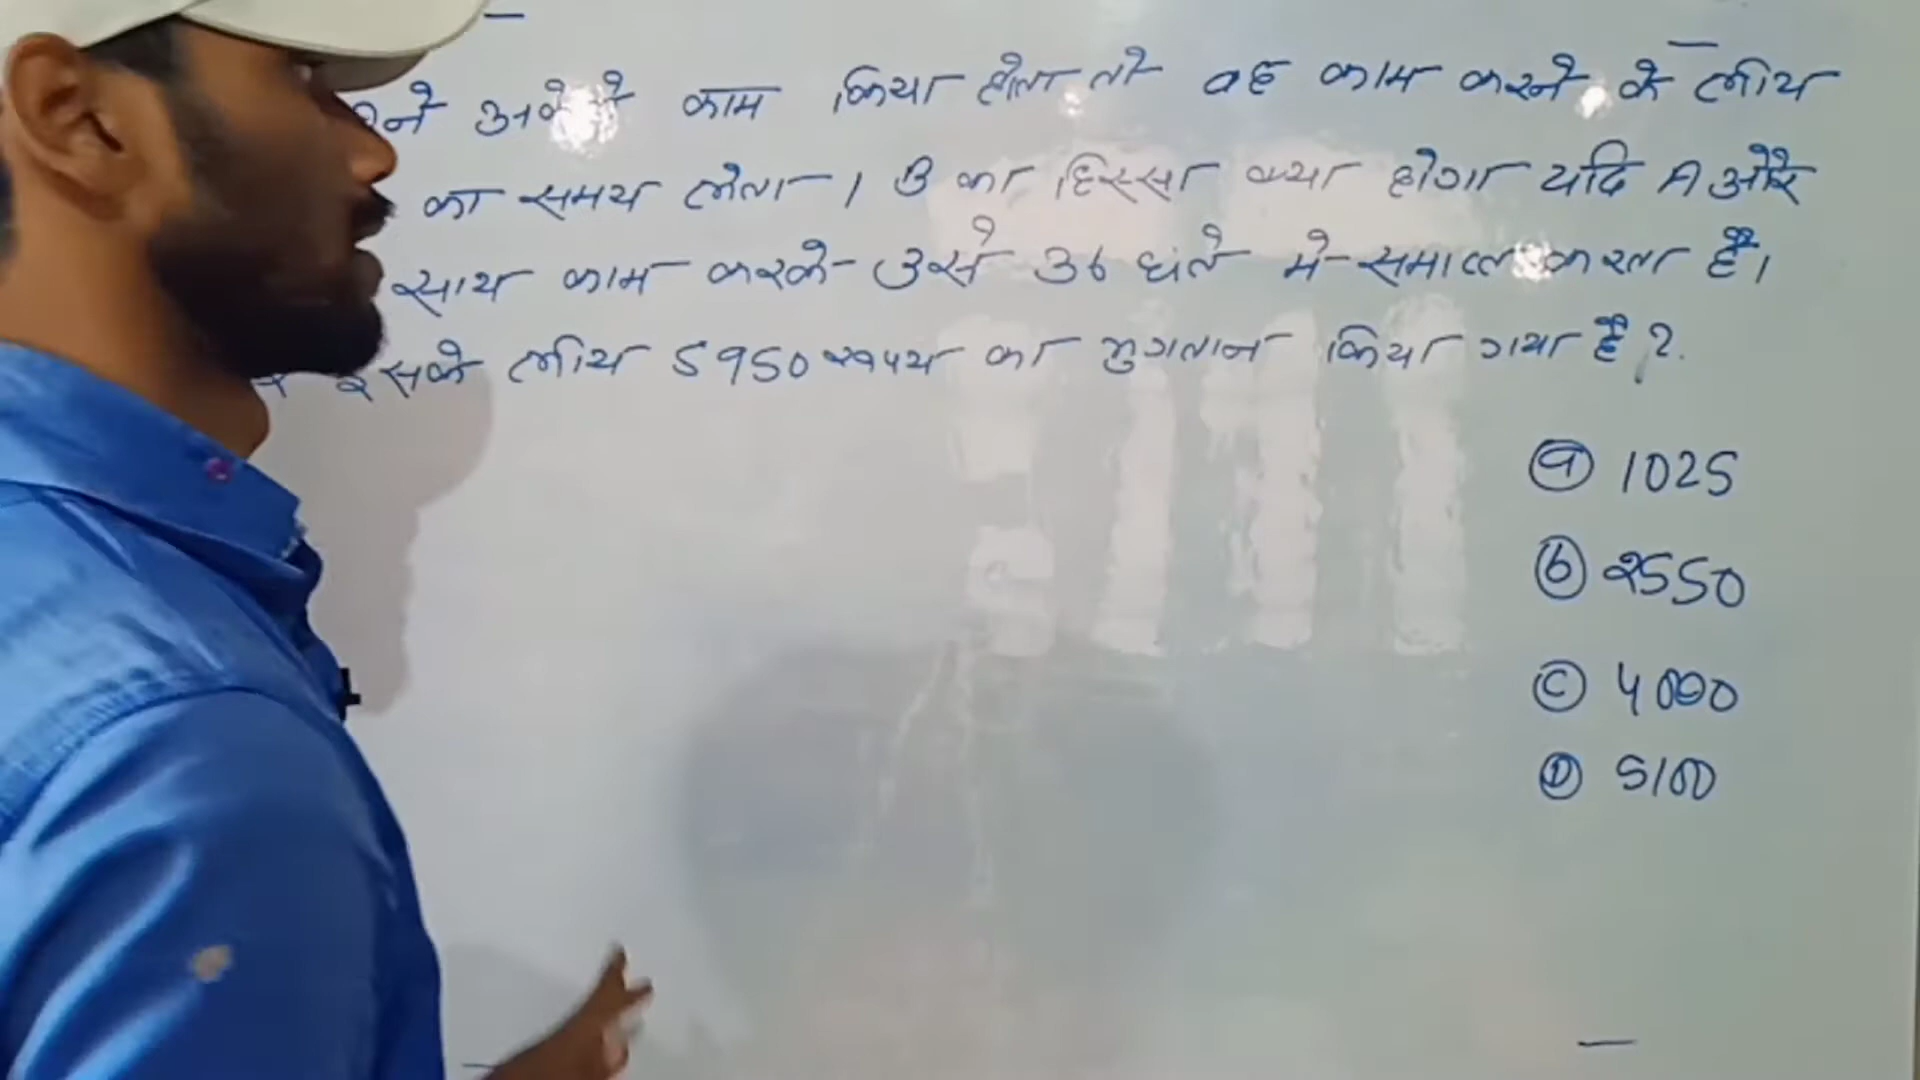 ने अकेले काम किया होता तो वह काम करने के लीय
का समय लेता। B का हिस्सा क्या होगा यदि A और
साथ काम करके उसे 36 घंते मे समाप्त करता हैं।
इसके लीय 5950 रूपय का भुगतान किया गया हैं?
a 1025
b 2550
c 4000
D 5100